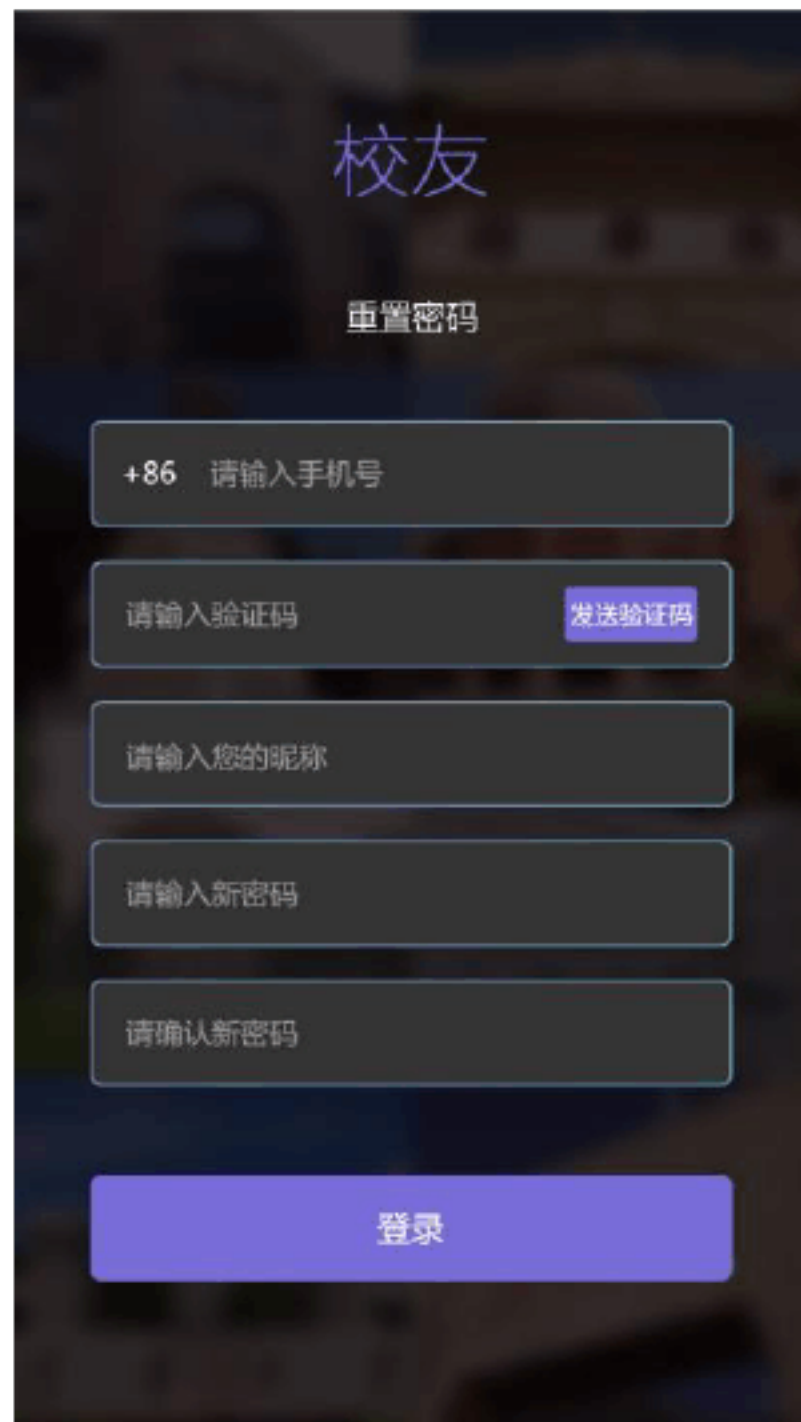 校友
重置密码
+86 请输入手机号
请输入验证码 发送验证码
请输入您的昵称
请输入新密码
请确认新密码
登录